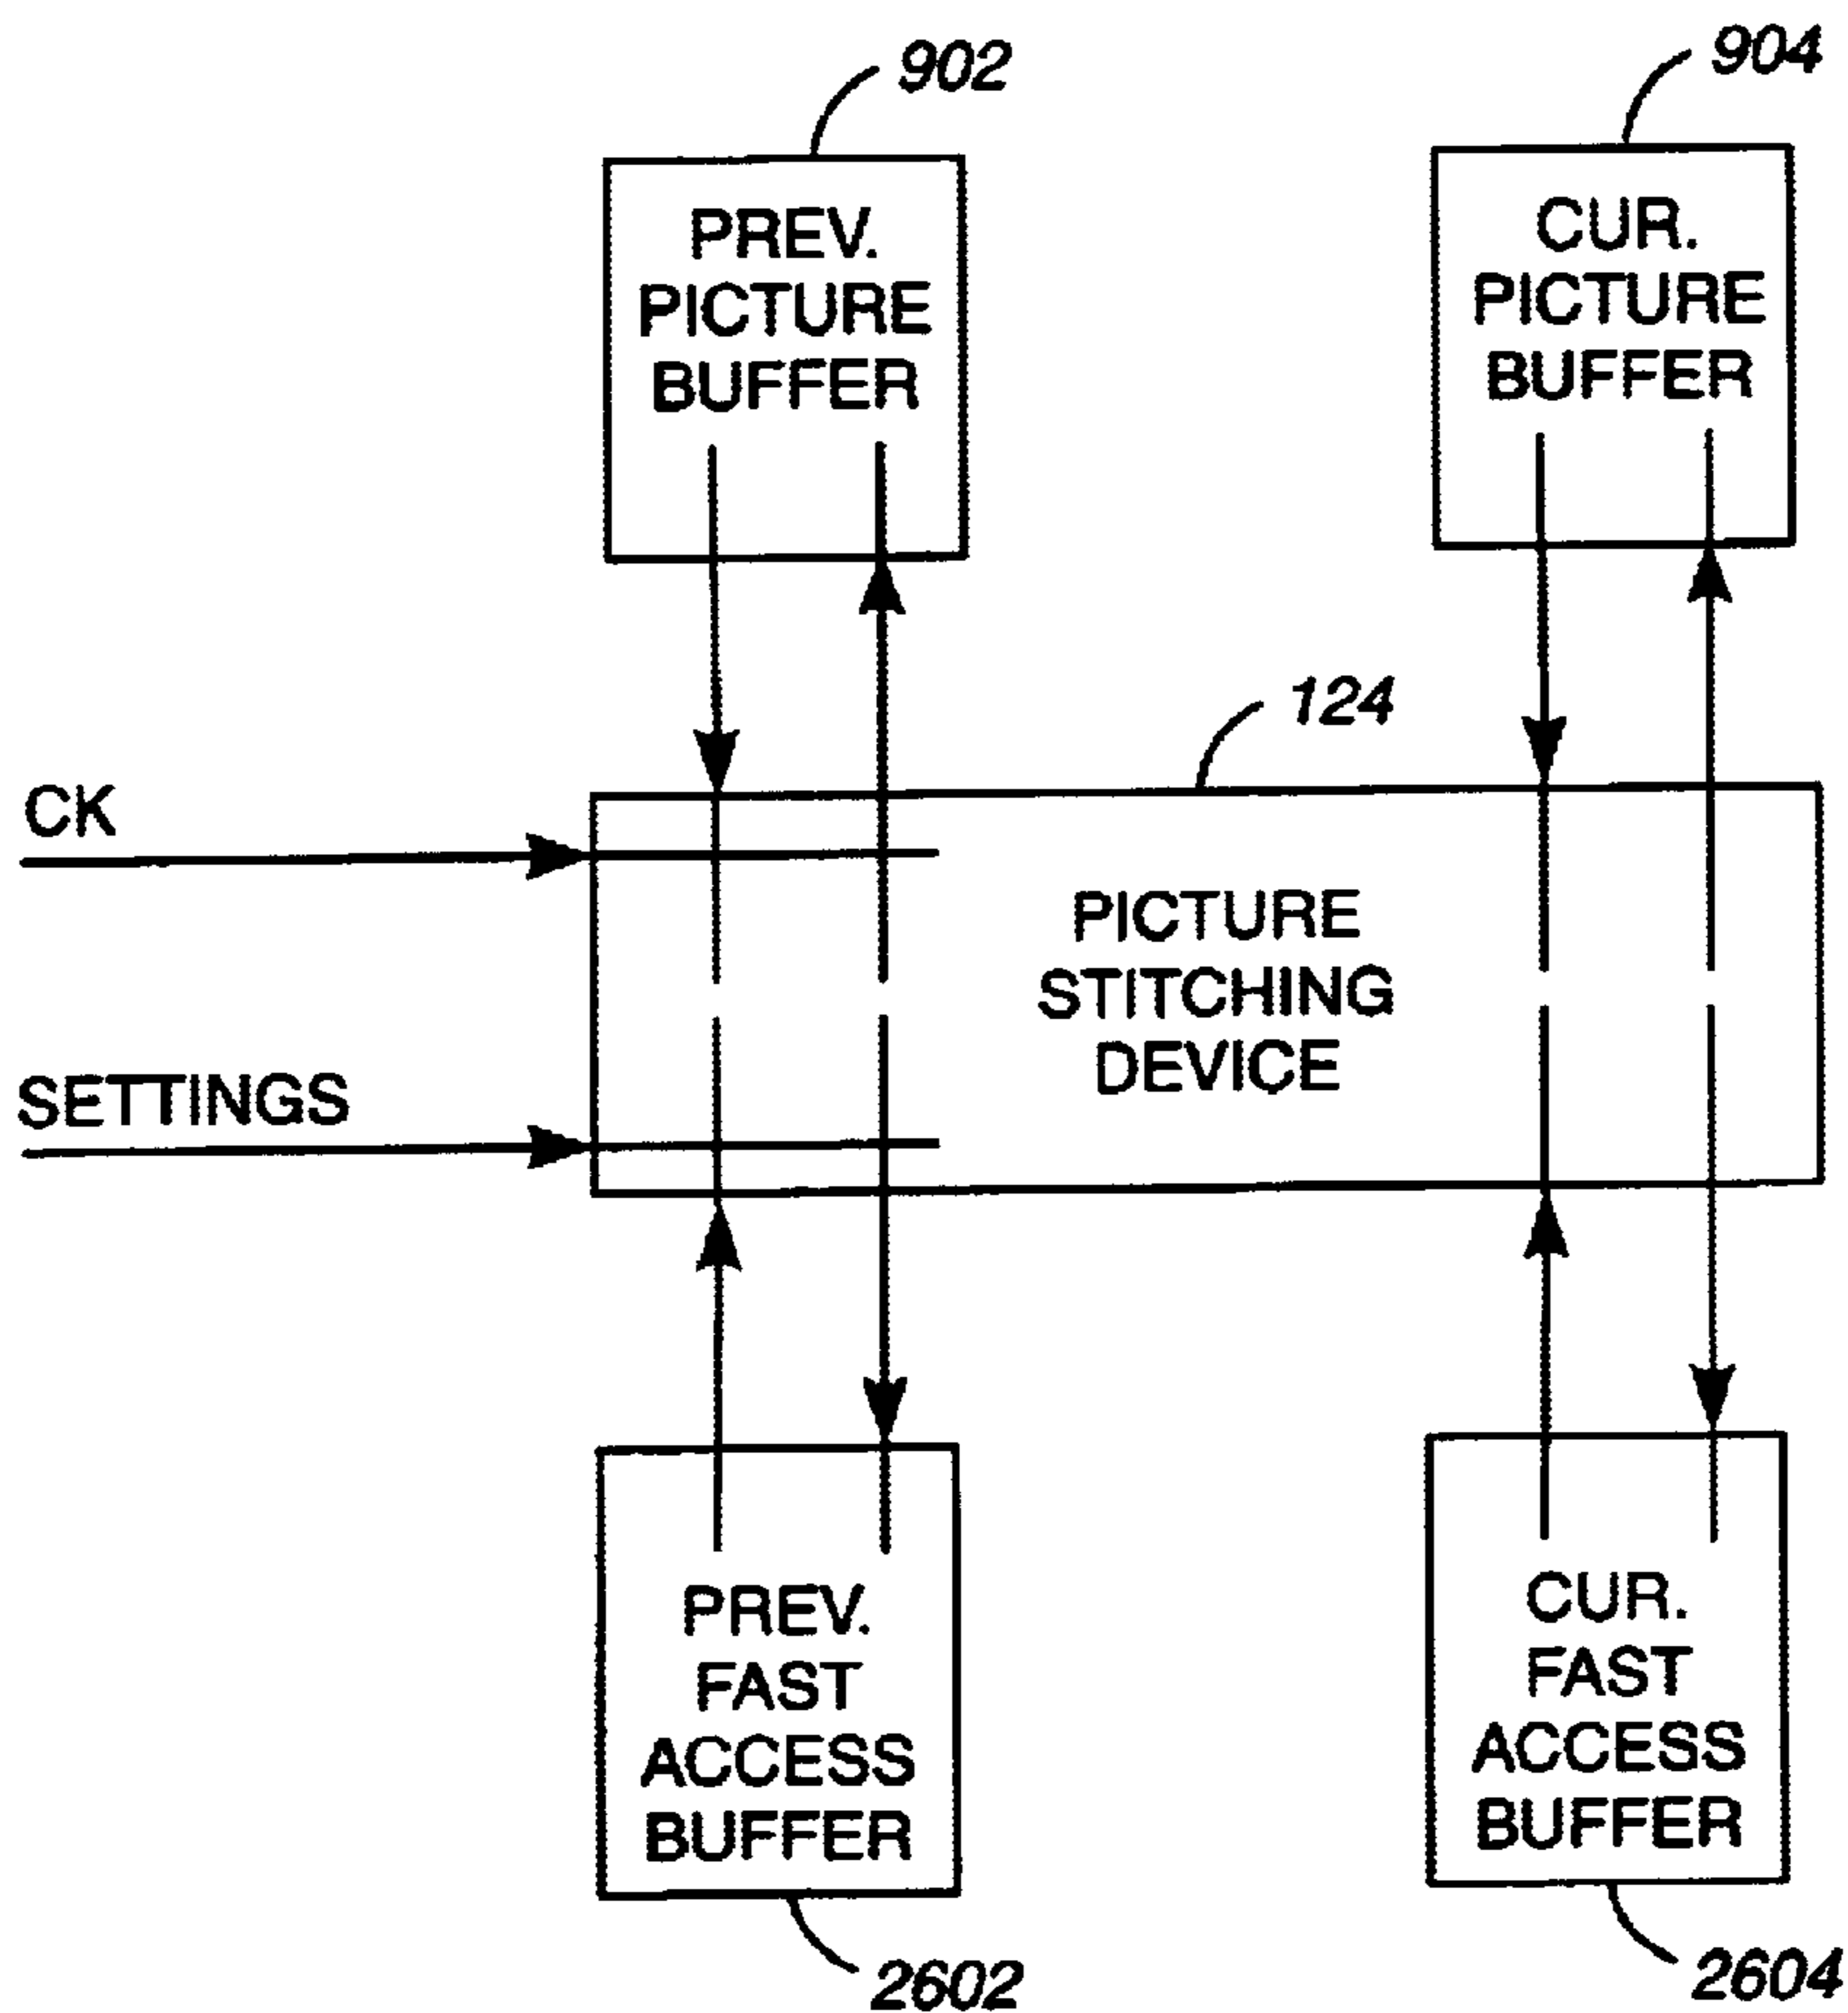 902
904
PREV.
PICTURE
BUFFER
CUR.
PICTURE
BUFFER
124
CK
PICTURE
STITCHING
DEVICE
SETTINGS
PREV.
FAST
ACCESS
BUFFER
CUR.
FAST
ACCESS
BUFFER
2602
2604